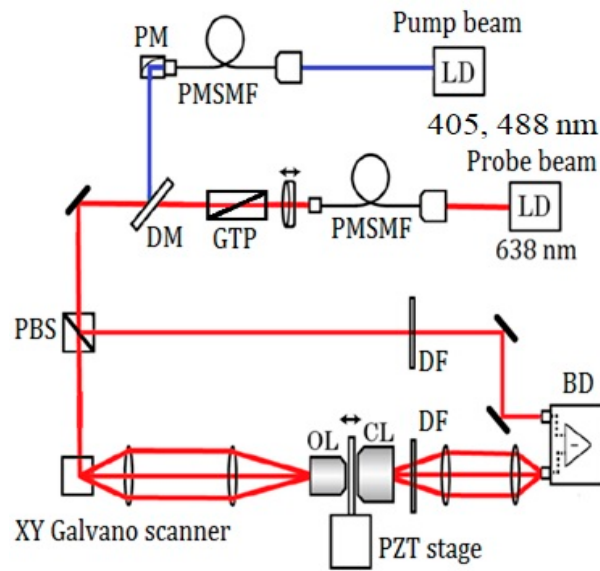 PM
Pump beam
LD
PMSMF
405, 488 nm
Probe beam
DM
GTP
PMSMF
LD
638 nm
PBS
DF
BD
OL
CL
DF
XY Galvano scanner
PZT stage